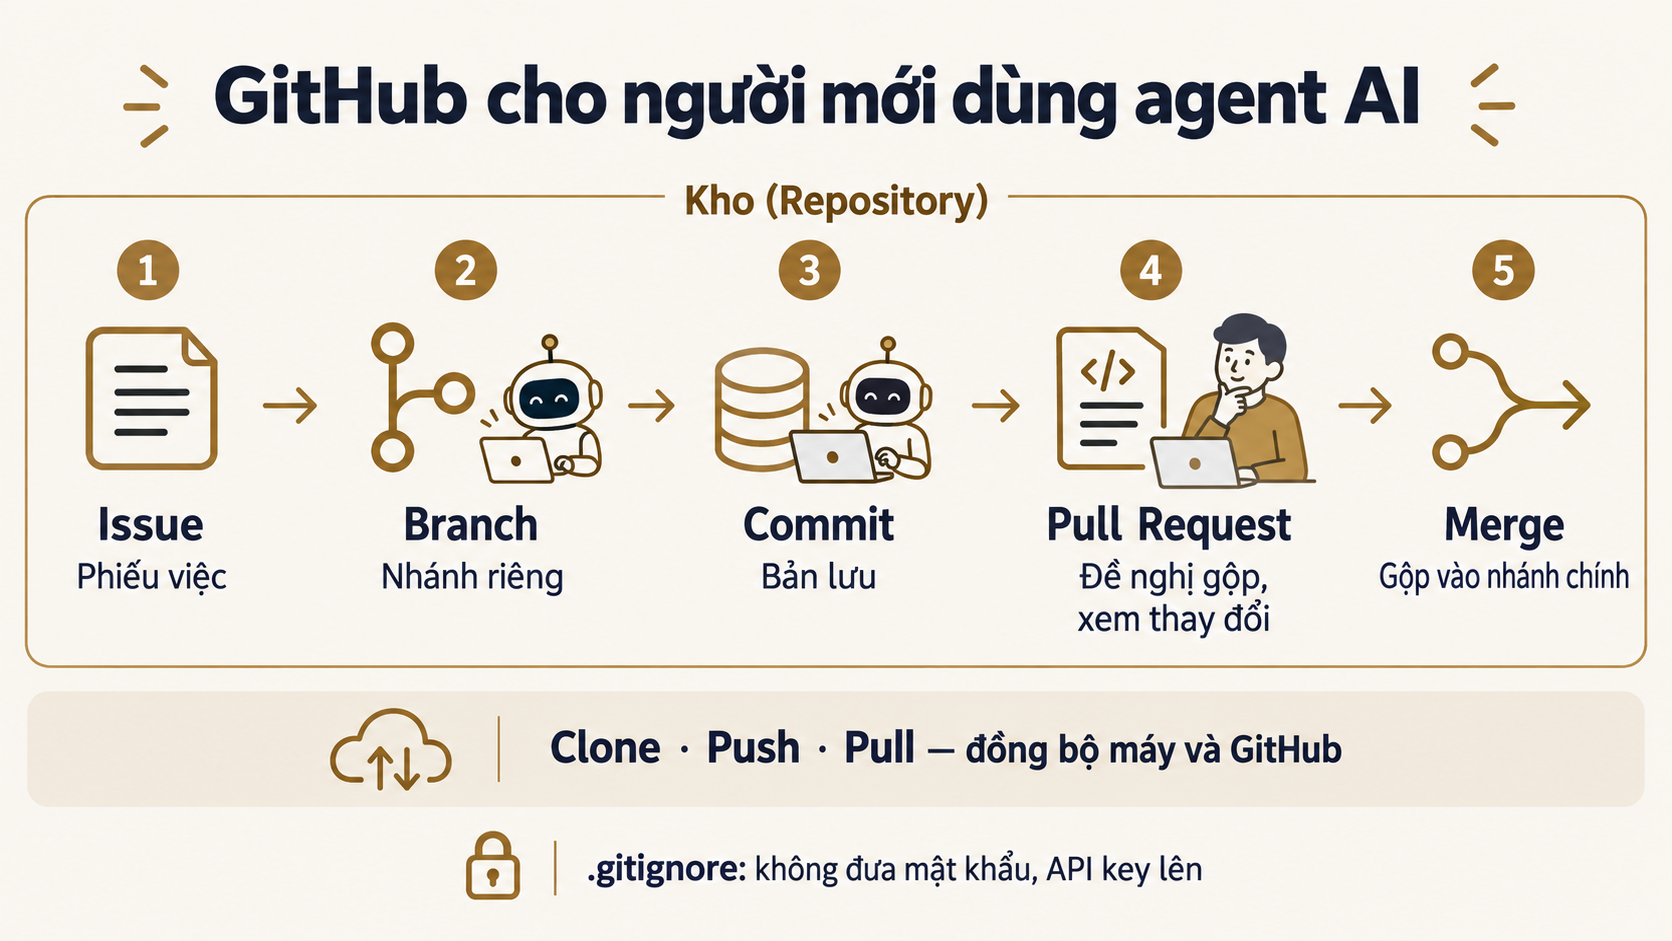 GitHub cho người mới dùng agent AI
Kho (Repository)
1
2
3
4
5
Issue
Phiếu việc
Branch
Nhánh riêng
Commit
Bản lưu
</>
Pull Request
Đề nghị gộp,
xem thay đổi
Merge
Gộp vào nhánh chính
Clone · Push · Pull — đồng bộ máy và GitHub
.gitignore: không đưa mật khẩu, API key lên